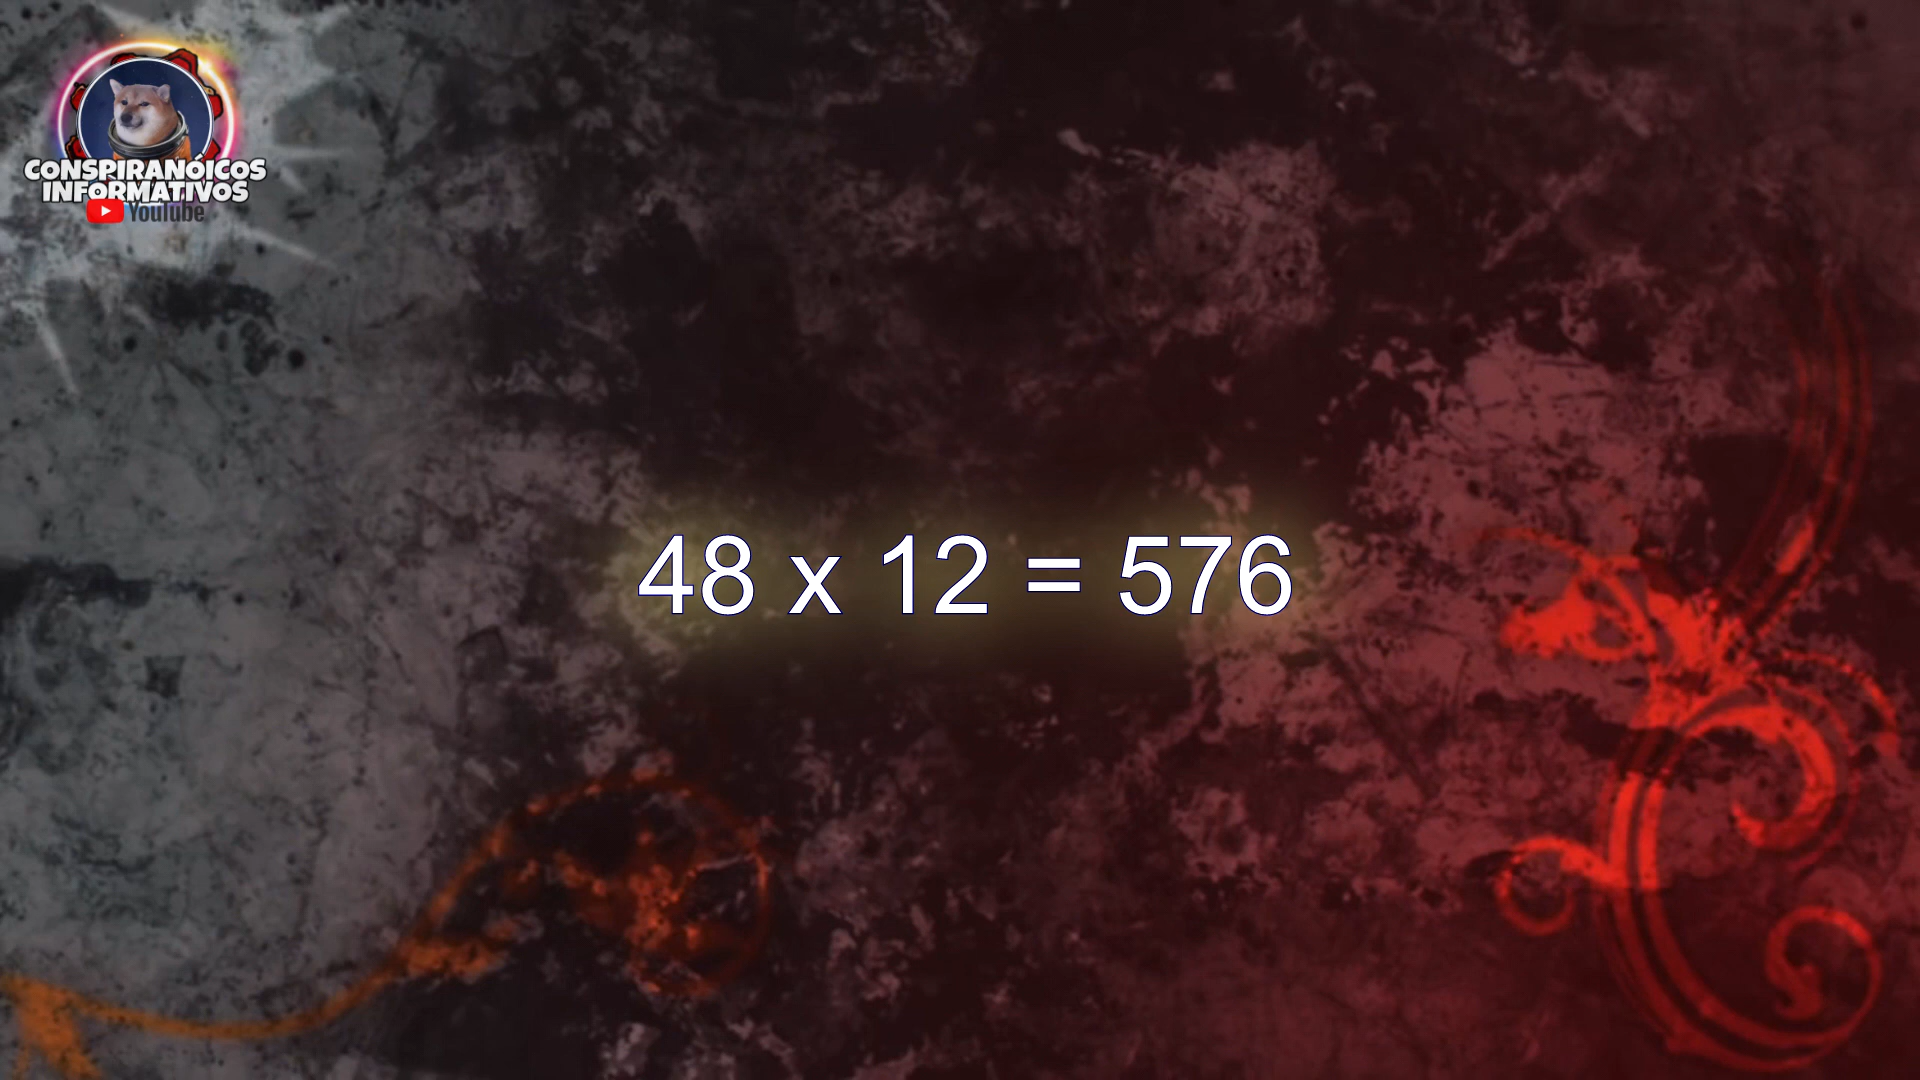 CONSPIRANÓICOS
INFORMATIVOS
YouTube
48 x 12 = 576